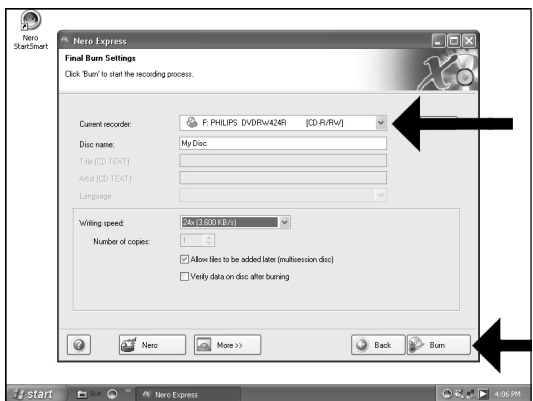 Nero
StartSmart
Nero Express
Final Burn Settings
Click 'Burn' to start the recording process.
Current recorder: F: PHILIPS DVDRW424R [CD-R/RW]
Disc name: My Disc
Title (CD TEXT):
Artist (CD TEXT):
Language:
Writing speed: 24x (3,600 KB/s)
Number of copies: 1
Allow files to be added later (multisession disc)
Verify data on disc after burning
Nero More >> Back Burn
start Nero Express 4:06 PM